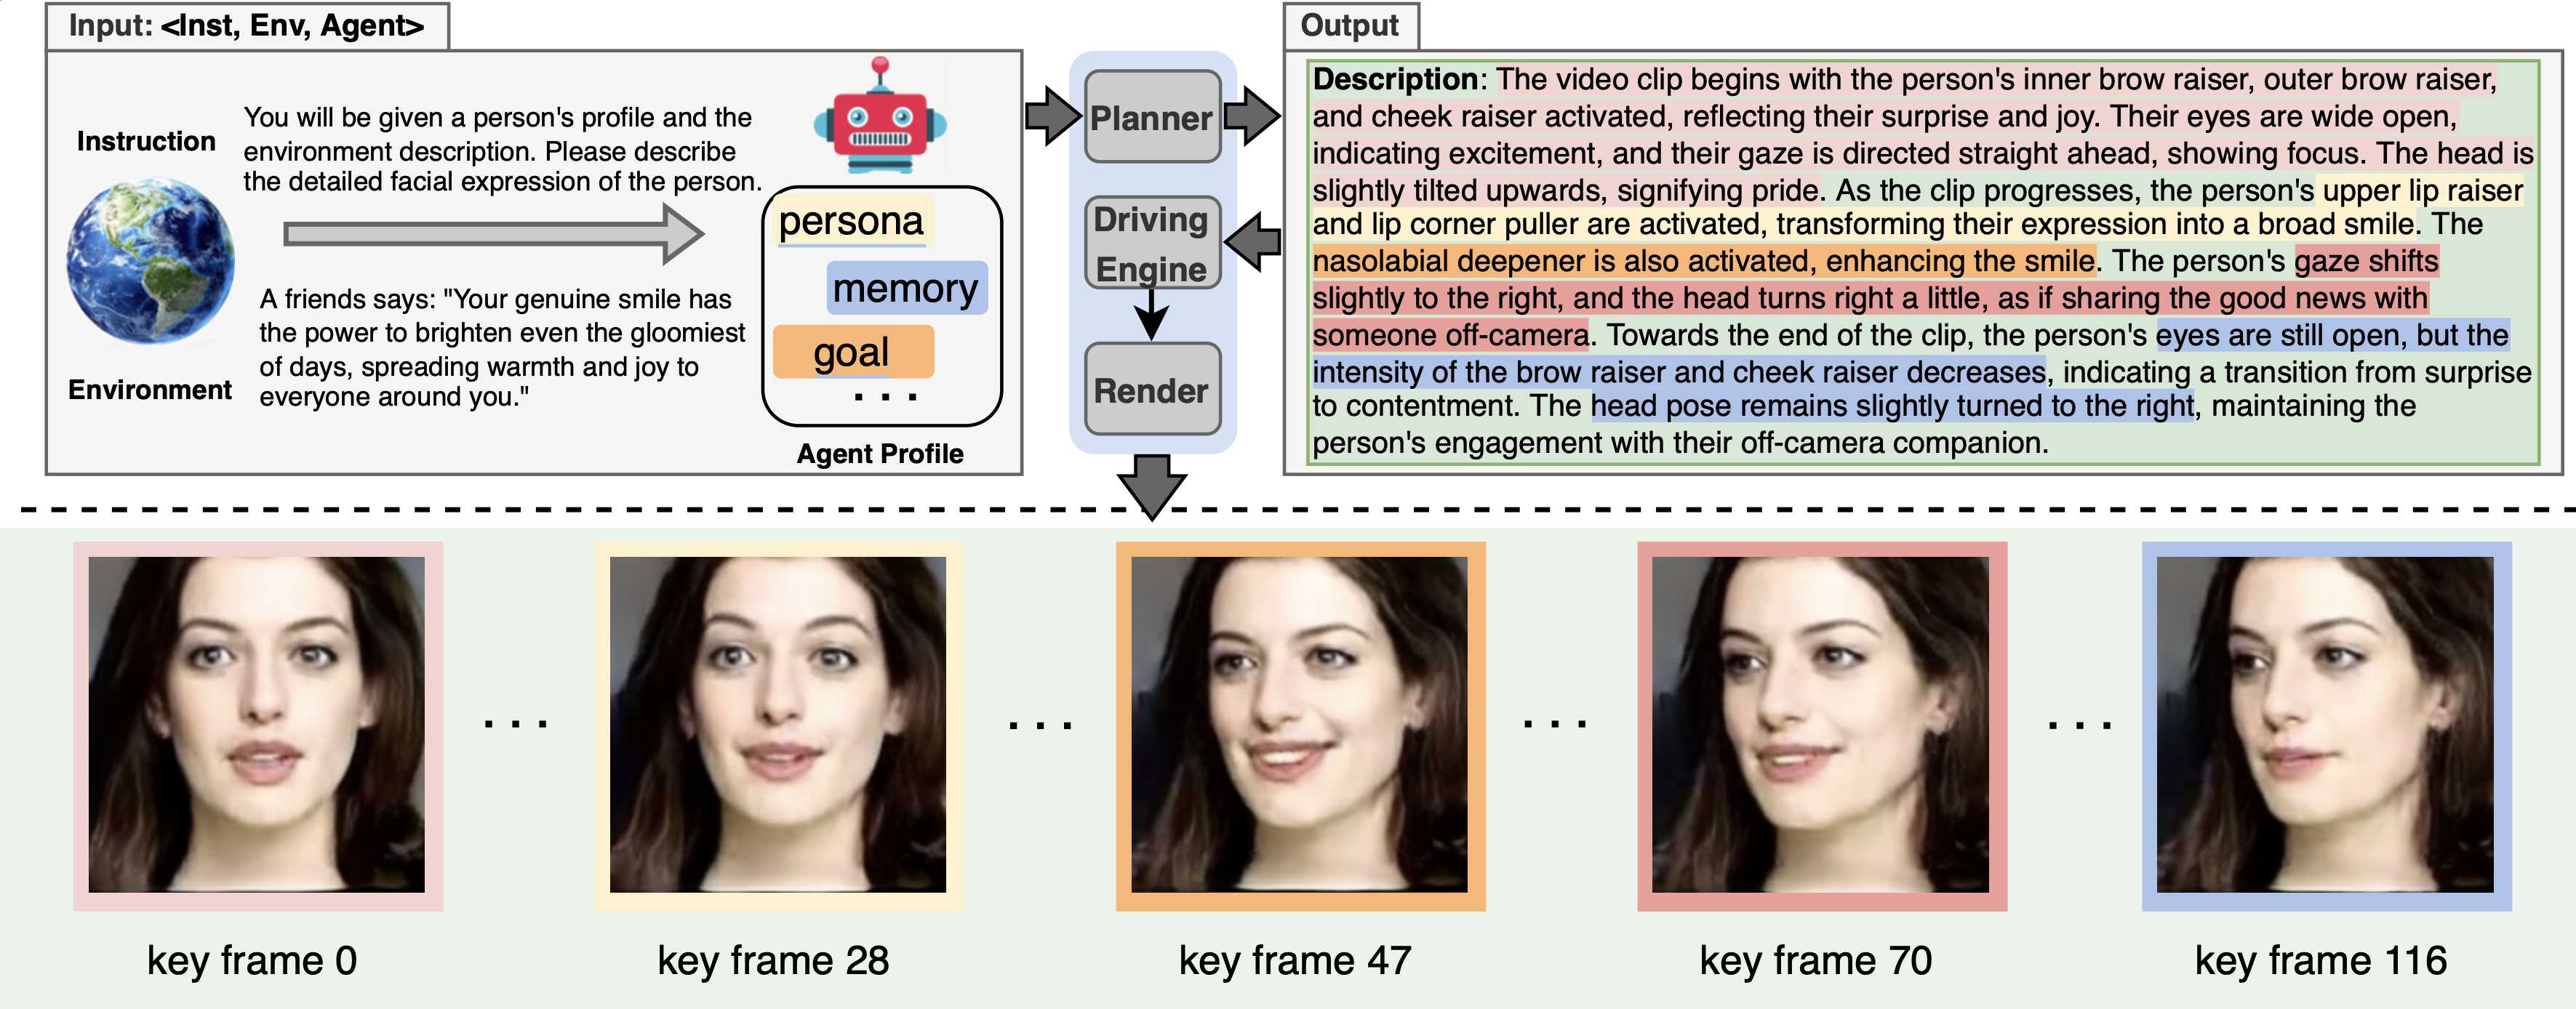 Input: <Inst, Env, Agent>
Instruction
You will be given a person's profile and the
environment description. Please describe
the detailed facial expression of the person.
A friends says: "Your genuine smile has
the power to brighten even the gloomiest
of days, spreading warmth and joy to
everyone around you."
Environment
persona
memory
goal
. . .
Agent Profile
Planner
Driving
Engine
Render
Output
Description: The video clip begins with the person's inner brow raiser, outer brow raiser,
and cheek raiser activated, reflecting their surprise and joy. Their eyes are wide open,
indicating excitement, and their gaze is directed straight ahead, showing focus. The head is
slightly tilted upwards, signifying pride. As the clip progresses, the person's upper lip raiser
and lip corner puller are activated, transforming their expression into a broad smile. The
nasolabial deepener is also activated, enhancing the smile. The person's gaze shifts
slightly to the right, and the head turns right a little, as if sharing the good news with
someone off-camera. Towards the end of the clip, the person's eyes are still open, but the
intensity of the brow raiser and cheek raiser decreases, indicating a transition from surprise
to contentment. The head pose remains slightly turned to the right, maintaining the
person's engagement with their off-camera companion.
. . .
. . .
. . .
. . .
key frame 0
key frame 28
key frame 47
key frame 70
key frame 116